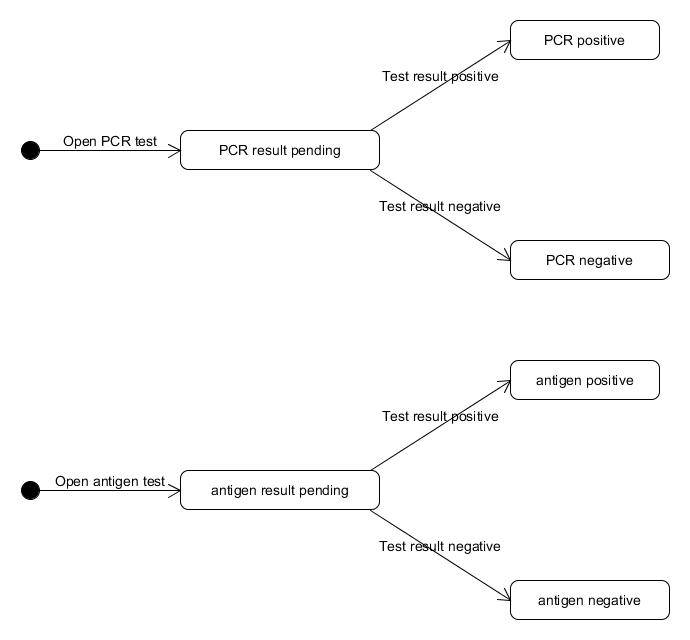 PCR positive
Test result positive
Open PCR test
PCR result pending
Test result negative
PCR negative
antigen positive
Test result positive
Open antigen test
antigen result pending
Test result negative
antigen negative